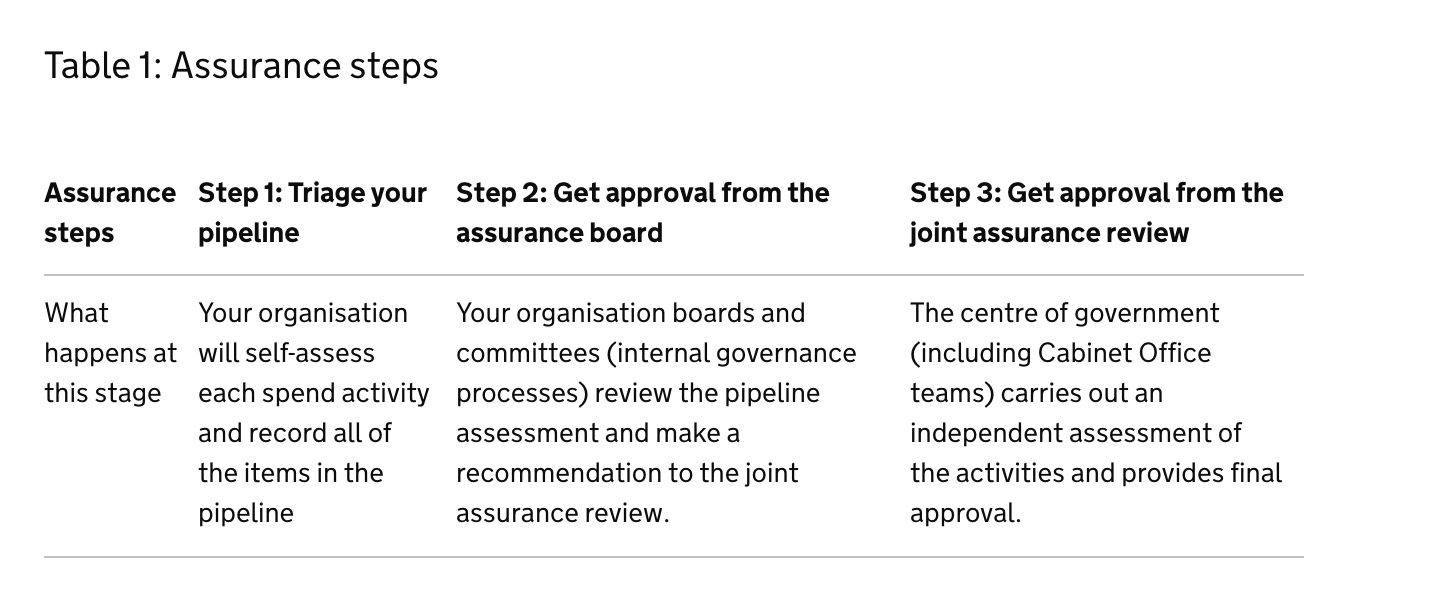 Table 1: Assurance steps
Assurance steps
Step 1: Triage your pipeline
Step 2: Get approval from the assurance board
Step 3: Get approval from the joint assurance review
What
happens at
this stage
Your organisation
will self-assess
each spend activity
and record all of
the items in the
pipeline
Your organisation boards and
committees (internal governance
processes) review the pipeline
assessment and make a
recommendation to the joint
assurance review.
The centre of government
(including Cabinet Office
teams) carries out an
independent assessment of
the activities and provides final
approval.